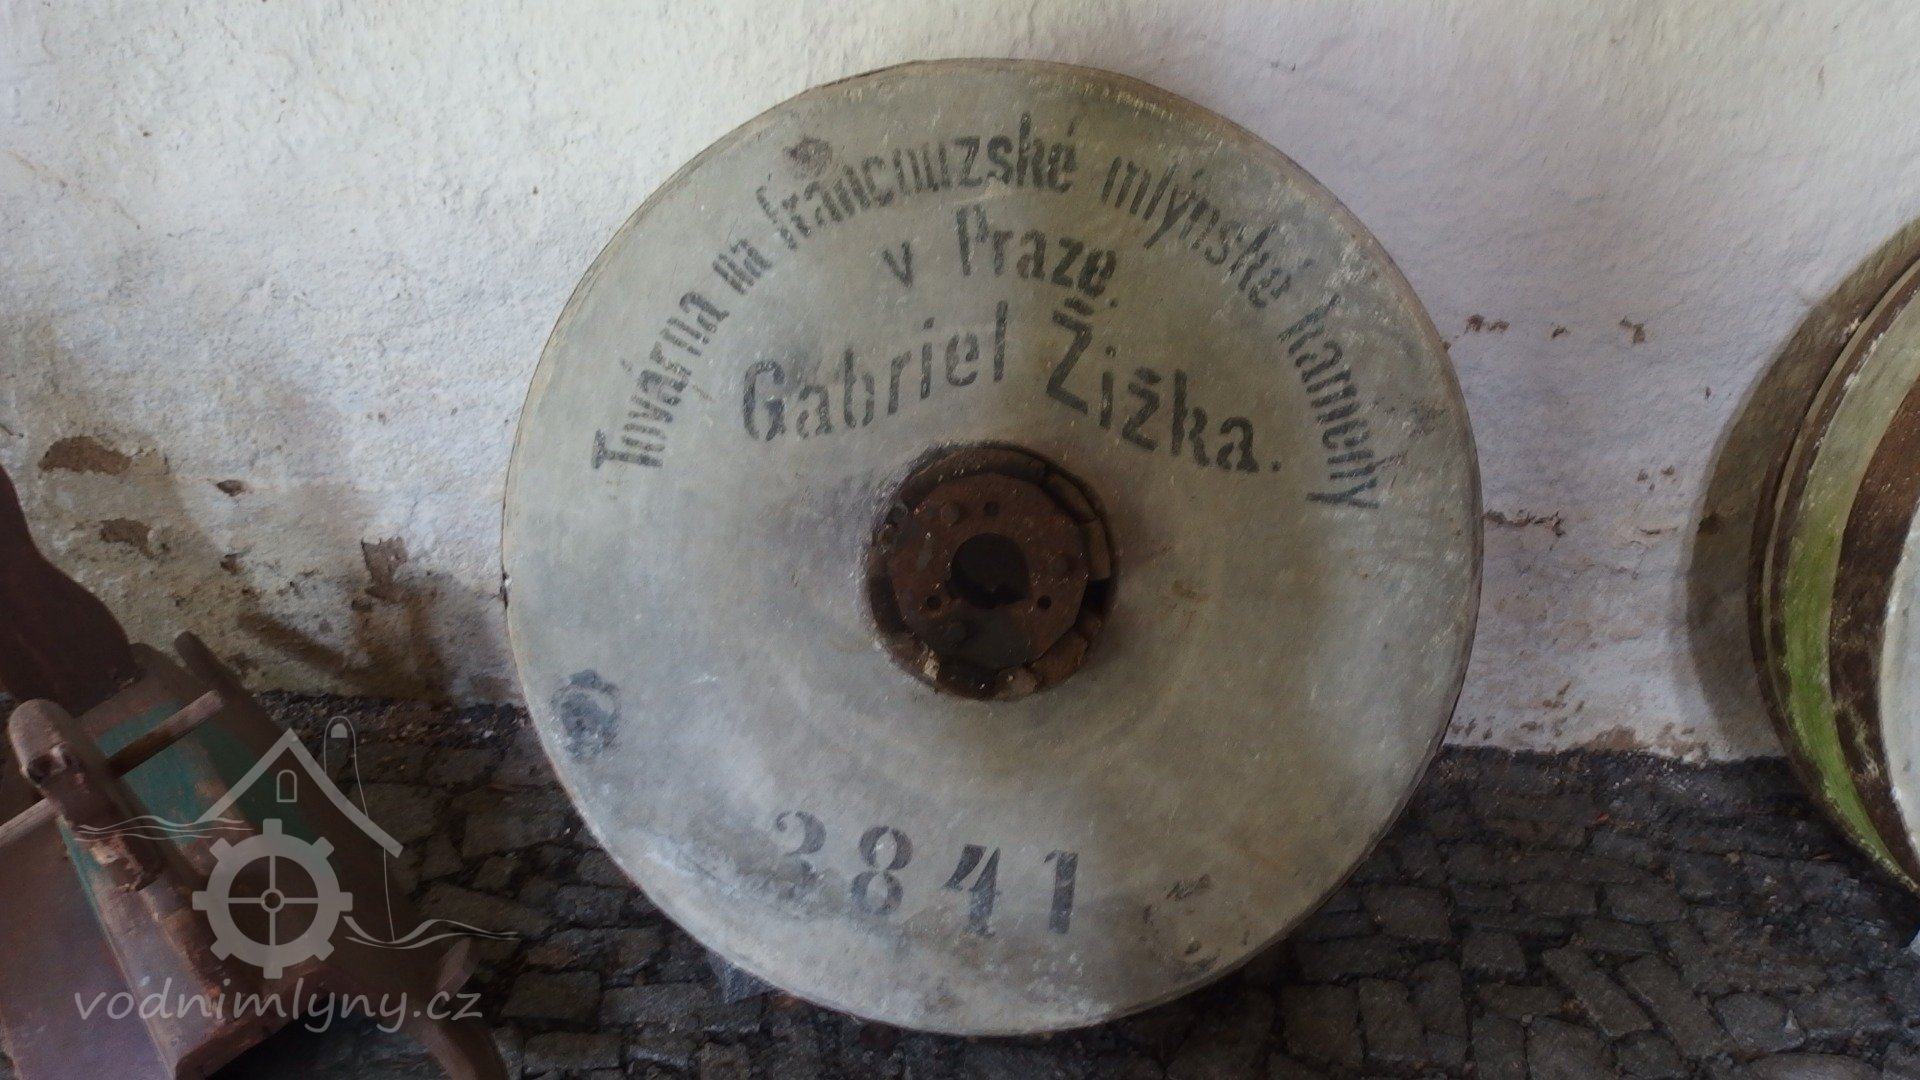 Továrna na francouzské mlýnské kameny
v Praze.
Gabriel Žižka.
3841
vodnimlyny.cz